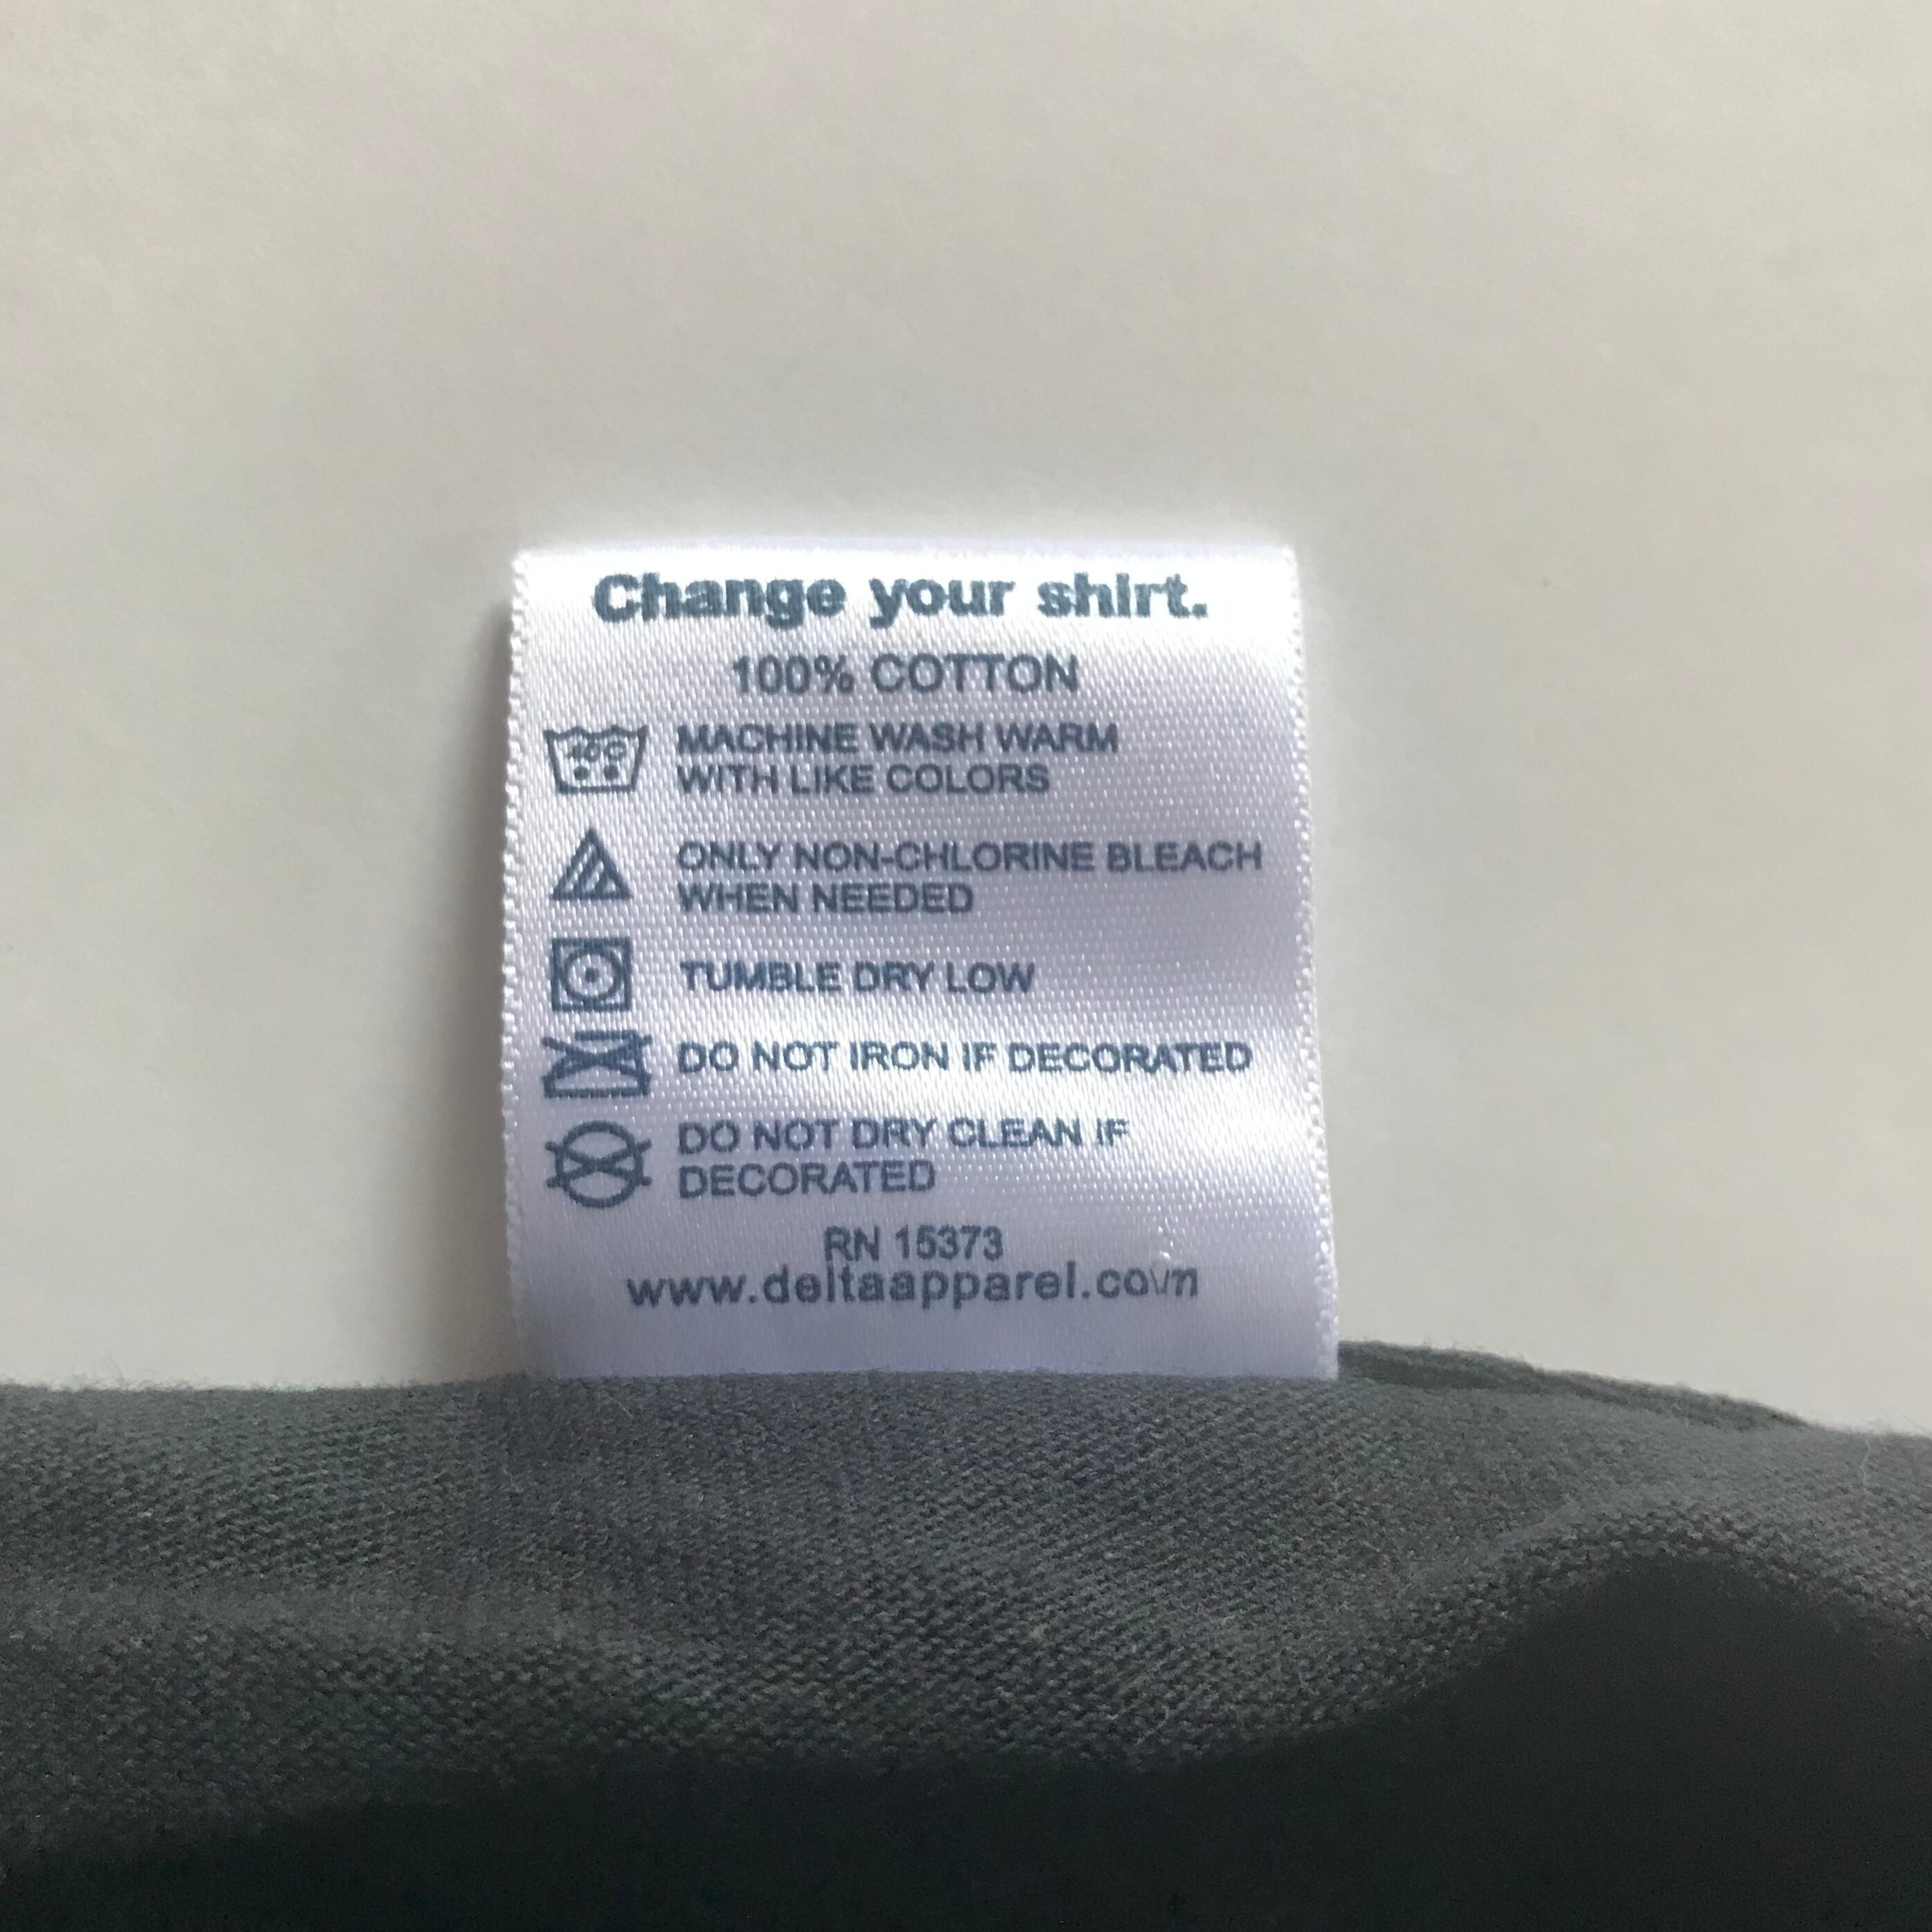 Change your shirt.
100% COTTON
40C
MACHINE WASH WARM
WITH LIKE COLORS
ONLY NON-CHLORINE BLEACH
WHEN NEEDED
TUMBLE DRY LOW
DO NOT IRON IF DECORATED
DO NOT DRY CLEAN IF
DECORATED
RN 15373
www.deltaapparel.com